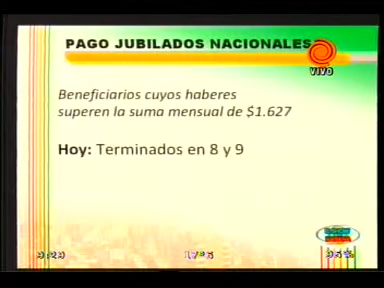 PAGO JUBILADOS NACIONALES
VIVO
Beneficiarios cuyos haberes
superen la suma mensual de $1.627
Hoy: Terminados en 8 y 9